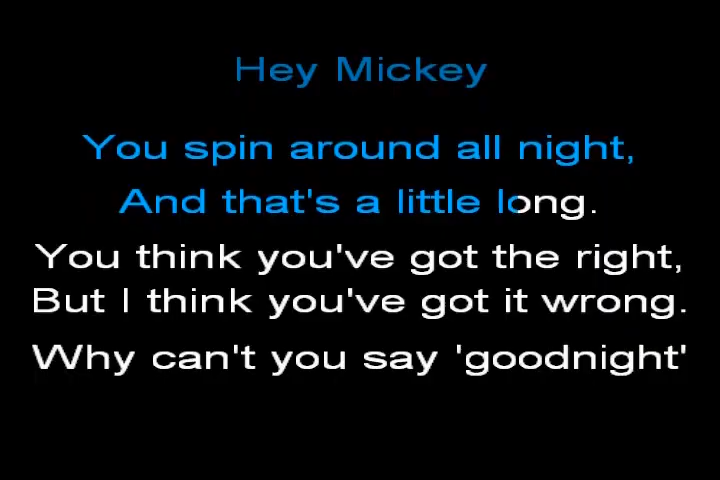 Hey Mickey
You spin around all night,
And that's a little long.
You think you've got the right,
But I think you've got it wrong.
Why can't you say 'goodnight'